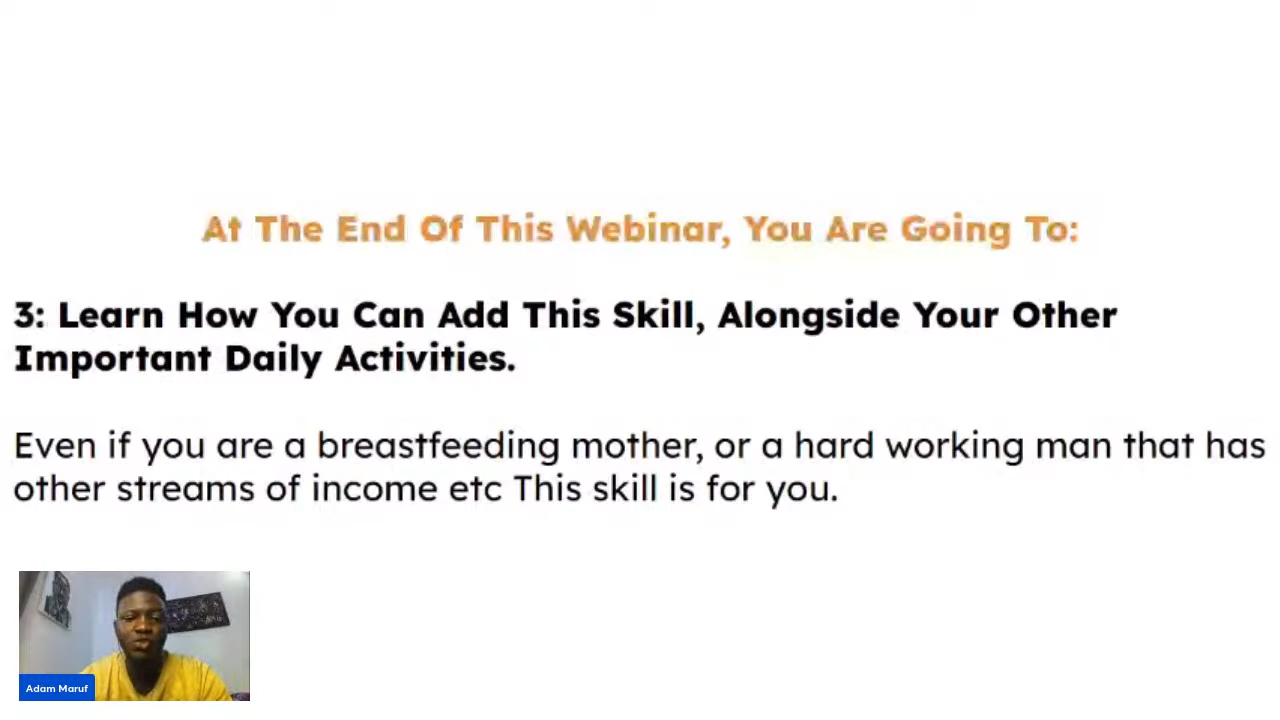 At The End Of This Webinar, You Are Going To:
3: Learn How You Can Add This Skill, Alongside Your Other
Important Daily Activities.
Even if you are a breastfeeding mother, or a hard working man that has
other streams of income etc This skill is for you.
Adam Maruf